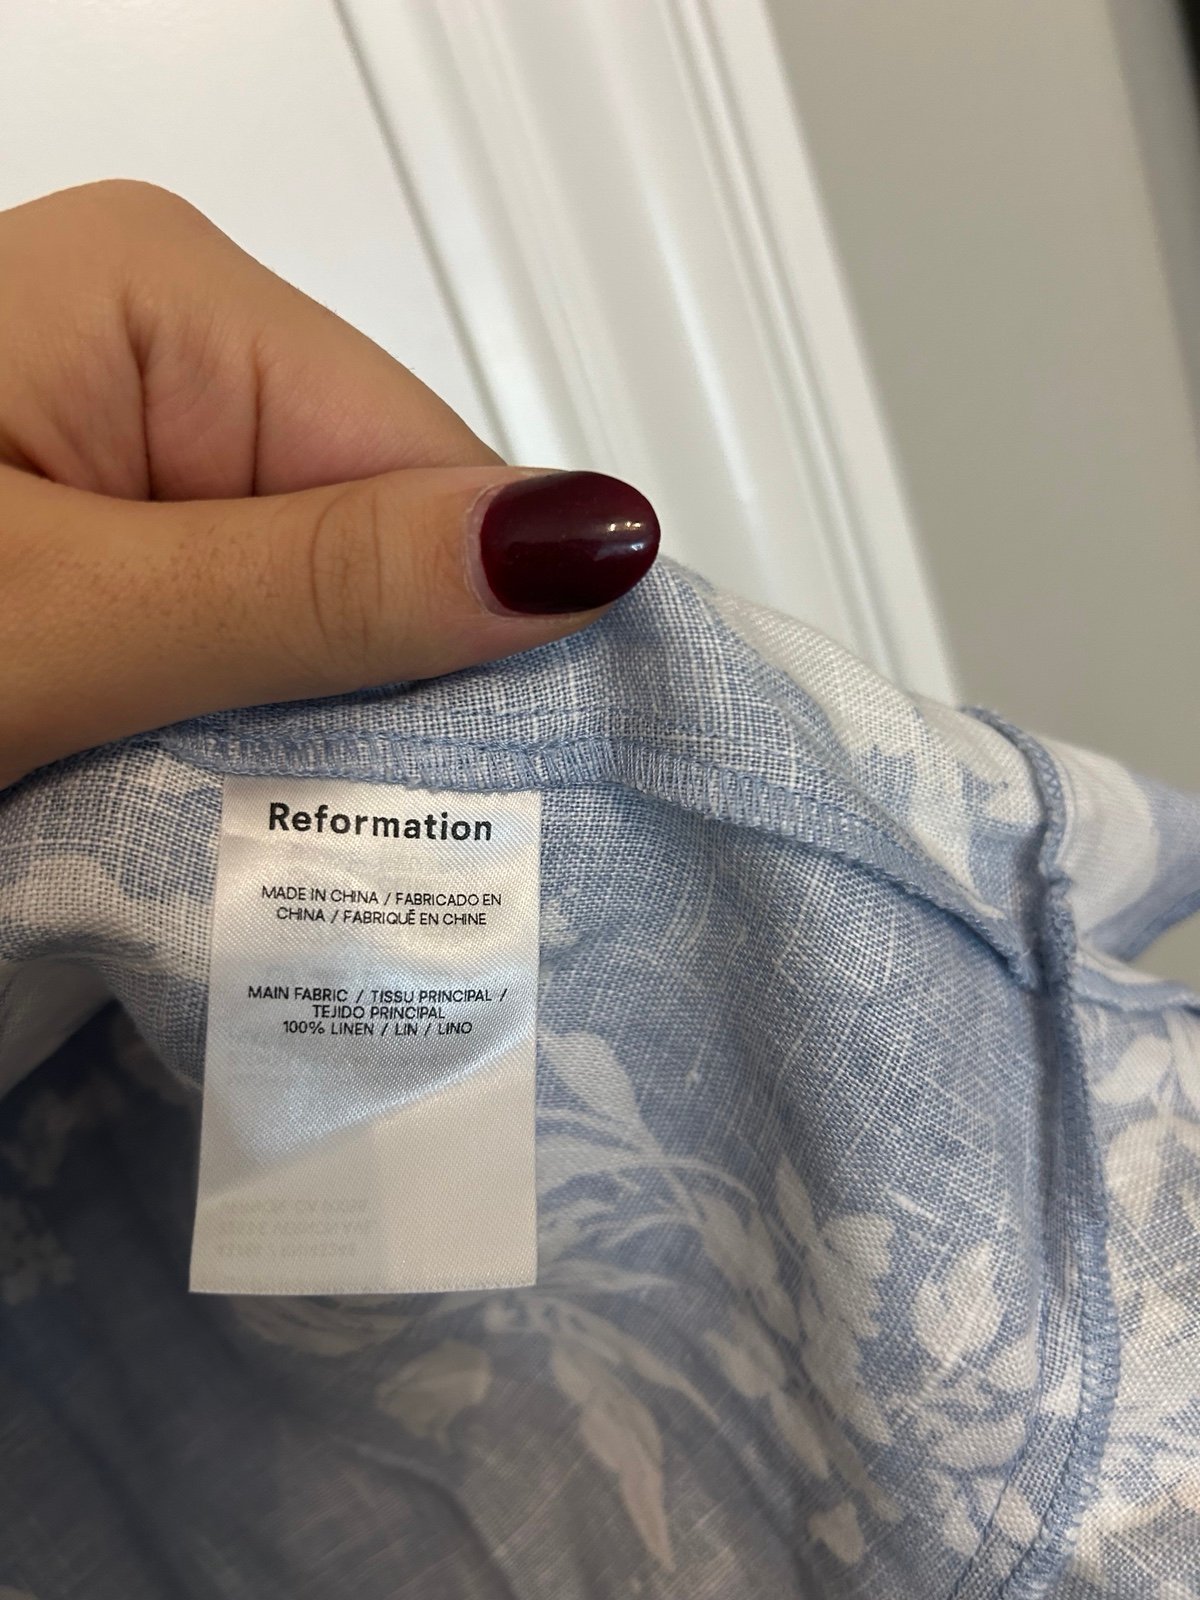 Reformation
MADE IN CHINA / FABRICADO EN
CHINA / FABRIQUÉ EN CHINE
MAIN FABRIC / TISSU PRINCIPAL /
TEJIDO PRINCIPAL
100% LINEN / LIN / LINO